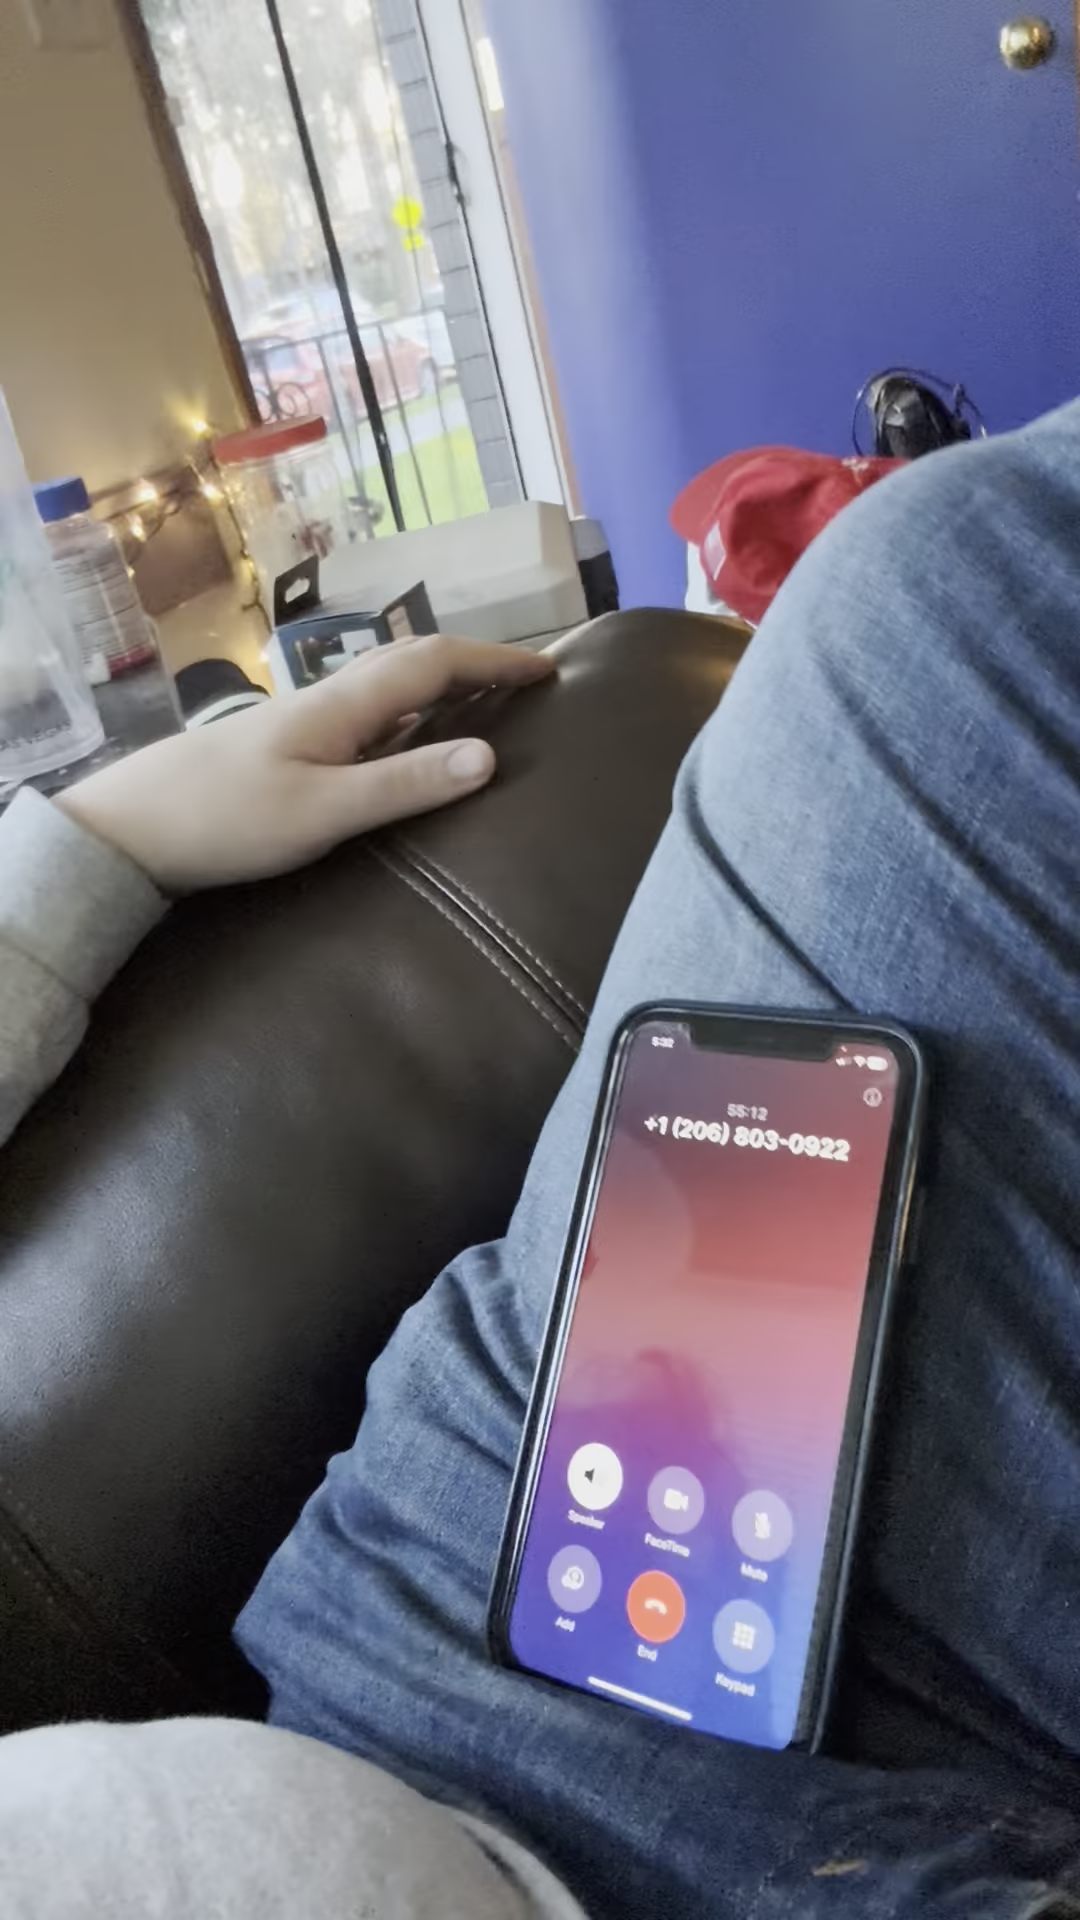 5:32
55:12
+1 (206) 803-0922
Speaker
FaceTime
Mute
Add
End
Keypad